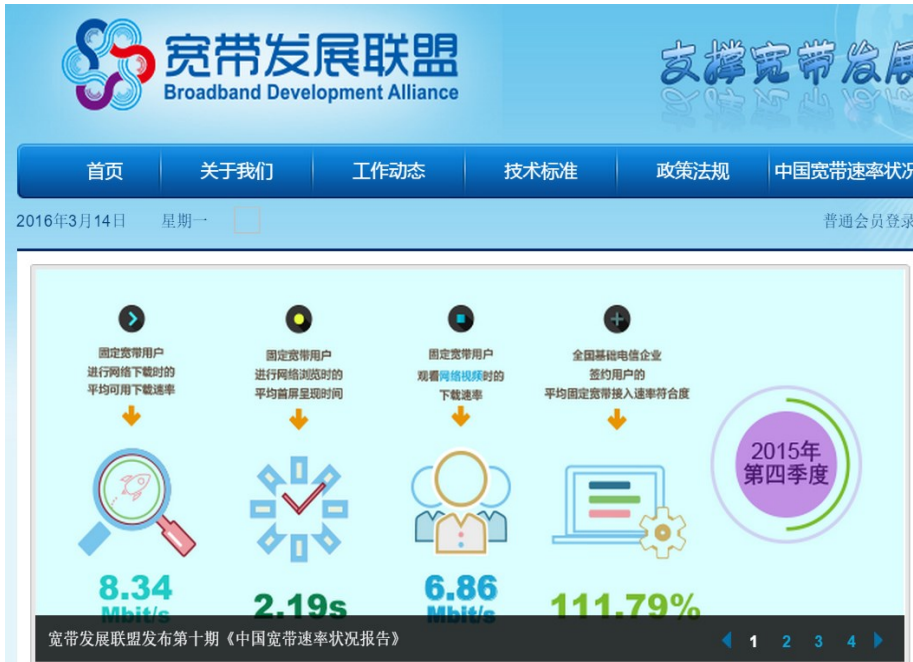 宽带发展联盟
Broadband Development Alliance
支撑宽带发展
首页 关于我们 工作动态 技术标准 政策法规 中国宽带速率状况
2016年3月14日 星期一 普通会员登录
固定宽带用户
进行网络下载时的
平均可用下载速率
固定宽带用户
进行网络浏览时的
平均首屏呈现时间
固定宽带用户
观看网络视频时的
下载速率
全国基础电信企业
签约用户的
平均固定宽带接入速率符合度
2015年
第四季度
8.34
Mbit/s
2.19s
6.86
Mbit/s
111.79%
宽带发展联盟发布第十期《中国宽带速率状况报告》
1 2 3 4